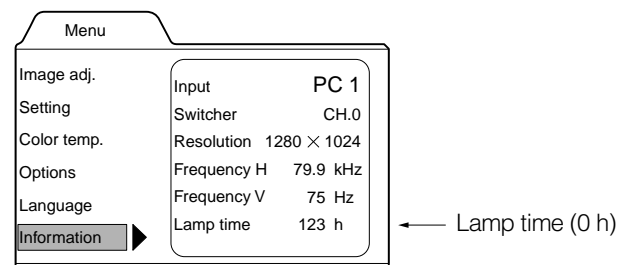 Menu
Image adj.
Setting
Color temp.
Options
Language
Information
Input PC 1
Switcher CH.0
Resolution 1280 × 1024
Frequency H 79.9 kHz
Frequency V 75 Hz
Lamp time 123 h
Lamp time (0 h)